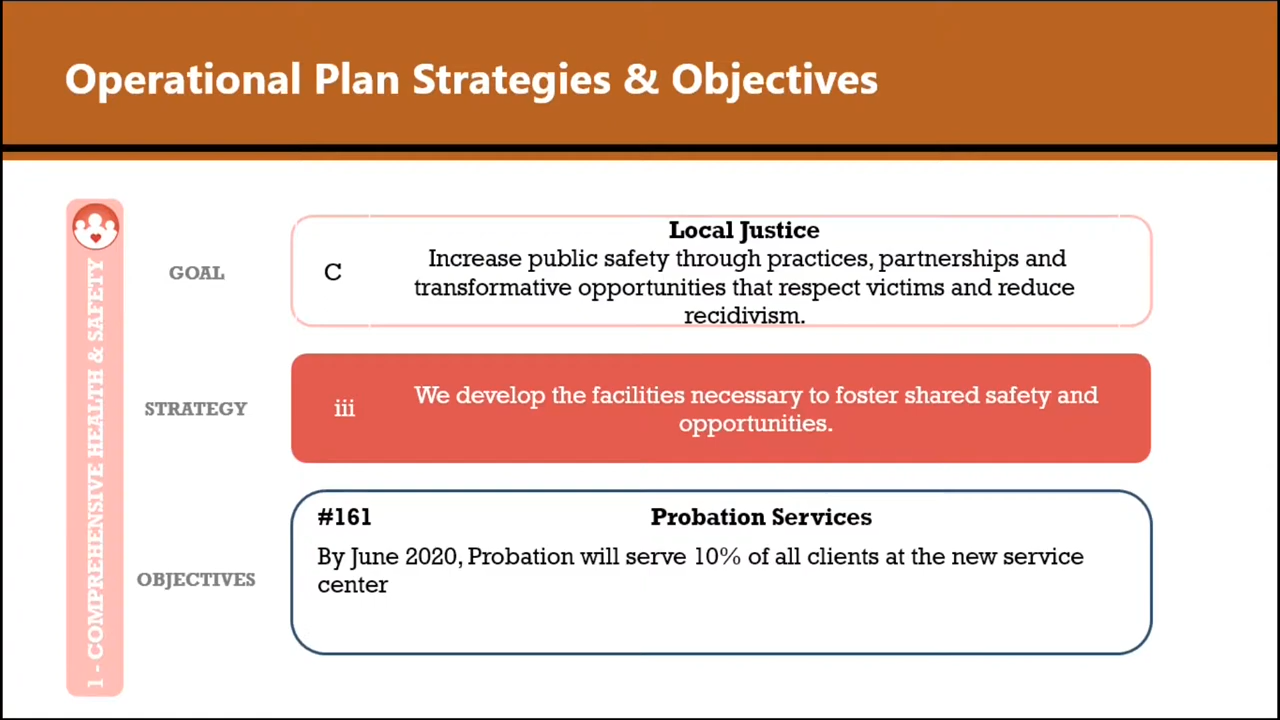 Operational Plan Strategies & Objectives
1 - COMPREHENSIVE HEALTH & SAFETY
GOAL
C
Local Justice
Increase public safety through practices, partnerships and
transformative opportunities that respect victims and reduce
recidivism.
STRATEGY
iii
We develop the facilities necessary to foster shared safety and
opportunities.
OBJECTIVES
#161 Probation Services
By June 2020, Probation will serve 10% of all clients at the new service
center